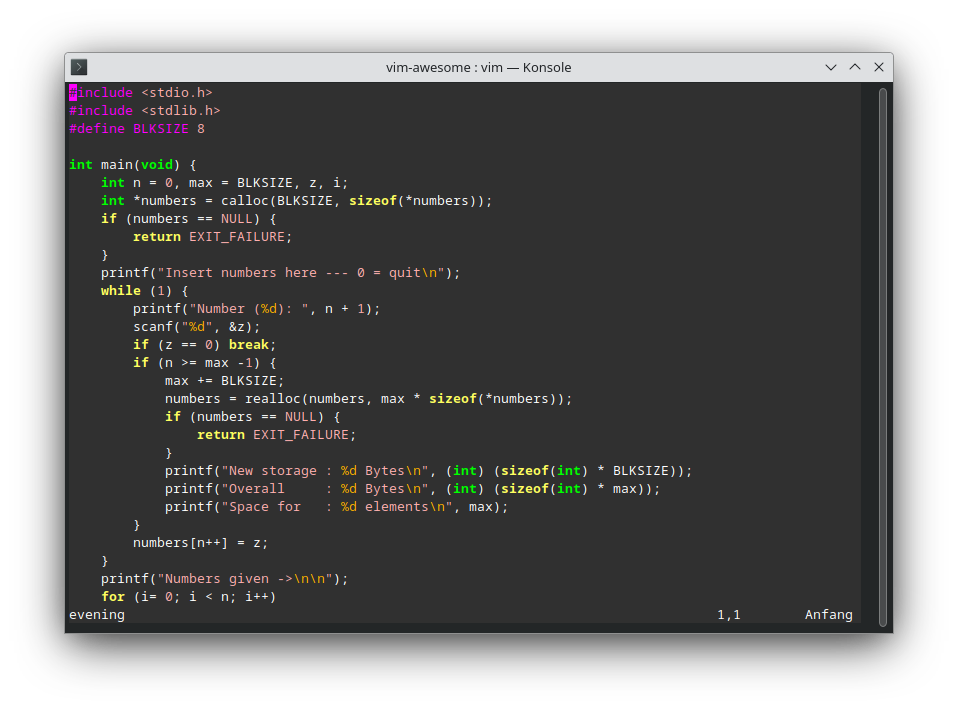 vim-awesome : vim — Konsole
#include <stdio.h>
#include <stdlib.h>
#define BLKSIZE 8

int main(void) {
    int n = 0, max = BLKSIZE, z, i;
    int *numbers = calloc(BLKSIZE, sizeof(*numbers));
    if (numbers == NULL) {
        return EXIT_FAILURE;
    }
    printf("Insert numbers here --- 0 = quit\n");
    while (1) {
        printf("Number (%d): ", n + 1);
        scanf("%d", &z);
        if (z == 0) break;
        if (n >= max -1) {
            max += BLKSIZE;
            numbers = realloc(numbers, max * sizeof(*numbers));
            if (numbers == NULL) {
                return EXIT_FAILURE;
            }
            printf("New storage : %d Bytes\n", (int) (sizeof(int) * BLKSIZE));
            printf("Overall     : %d Bytes\n", (int) (sizeof(int) * max));
            printf("Space for   : %d elements\n", max);
        }
        numbers[n++] = z;
    }
    printf("Numbers given ->\n\n");
    for (i= 0; i < n; i++)
evening 1,1 Anfang